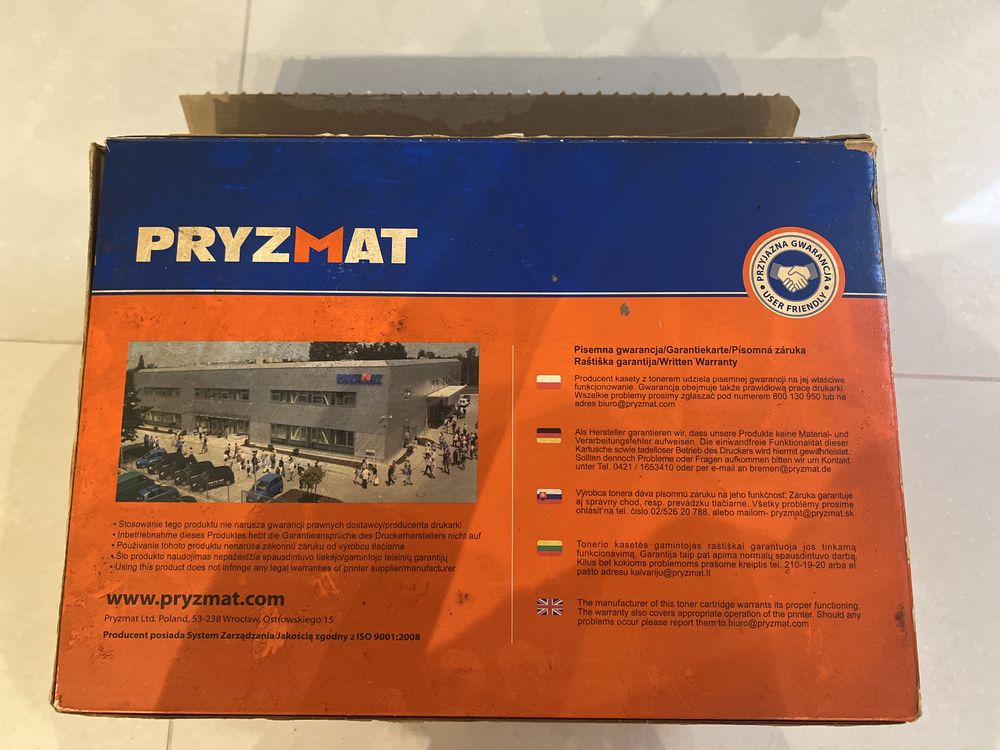 PRYZMAT
PRZYJAZNA GWARANCJA
• USER FRIENDLY •
PRYZMAT
• Stosowanie tego produktu nie narusza gwarancji prawnych dostawcy/producenta drukarki
• Inbetriebnahme dieses Produktes hebt die Garantieansprüche des Druckerherstellers nicht auf
• Používanie tohoto produktu nenaruša zákonnú záruku od výrobcu tlačiarne
• Šio produkto naudojimas nepažeidžia spausdintuvo tiekėjo/gamintojo teisinių garantijų
• Using this product does not infringe any legal warranties of printer supplier/manufacturer
www.pryzmat.com
Pryzmat Ltd. Poland, 53-238 Wrocław, Ostrowskiego 15
Producent posiada System Zarządzania Jakością zgodny z ISO 9001:2008
Pisemna gwarancja/Garantiekarte/Písomná záruka
Raštiška garantija/Written Warranty
Producent kasety z tonerem udziela pisemnej gwarancji na jej właściwe
funkcjonowanie. Gwarancja obejmuje także prawidłową pracę drukarki.
Wszelkie problemy prosimy zgłaszać pod numerem 800 130 950 lub na
adres biuro@pryzmat.com
Als Hersteller garantieren wir, dass unsere Produkte keine Material- und
Verarbeitungsfehler aufweisen. Die einwandfreie Funktionalität dieser
Kartusche sowie tadelloser Betrieb des Druckers wird hiermit gewährleistet.
Sollten dennoch Probleme oder Fragen aufkommen bitten wir um Kontakt
unter Tel. 0421 / 1653410 oder per e-mail an bremen@pryzmat.de
Výrobca tonera dáva písomnú záruku na jeho funkčnosť. Záruka garantuje
aj správny chod, resp. prevádzku tlačiarne. Všetky problémy prosíme
ohlásiť na tel. číslo 02/526 20 788, alebo mailom- pryzmat@pryzmat.sk
Tonerio kasetės gamintojas raštiškai garantuoja jos tinkamą
funkcionavimą. Garantija taip pat apima normalų spausdintuvo darbą.
Kilus bet kokioms problemoms prašome kreiptis tel. 210-19-20 arba el.
pašto adresu kalvariju@pryzmat.lt
The manufacturer of this toner cartridge warrants its proper functioning.
The warranty also covers appropriate operation of the printer. Should any
problems occur please report them to biuro@pryzmat.com